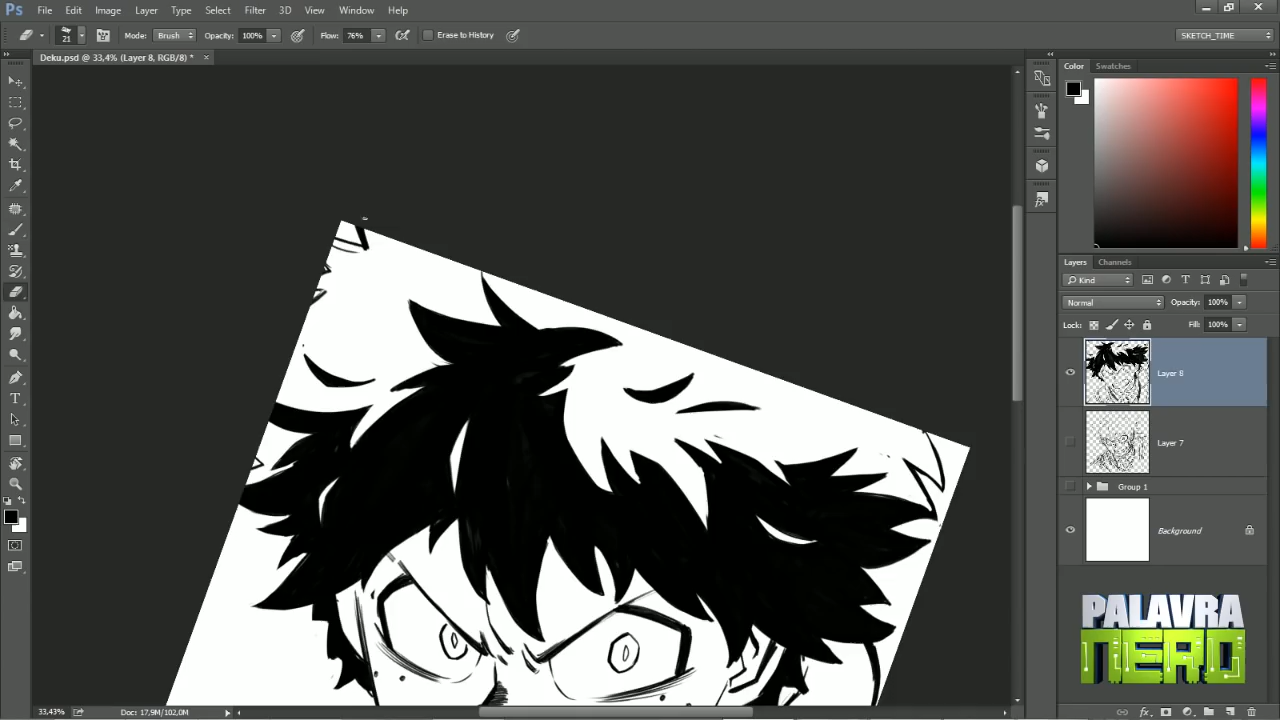 Ps File Edit Image Layer Type Select Filter 3D View Window Help
21 Mode: Brush Opacity: 100% Flow: 76% Erase to History SKETCH_TIME
Deku.psd @ 33,4% (Layer 8, RGB/8) * ×
Color Swatches
Layers Channels
Kind
Normal Opacity: 100%
Lock: Fill: 100%
Layer 8
Layer 7
Group 1
Background
PALAVRA
NERD
33,43% Doc: 17,9M/102,0M